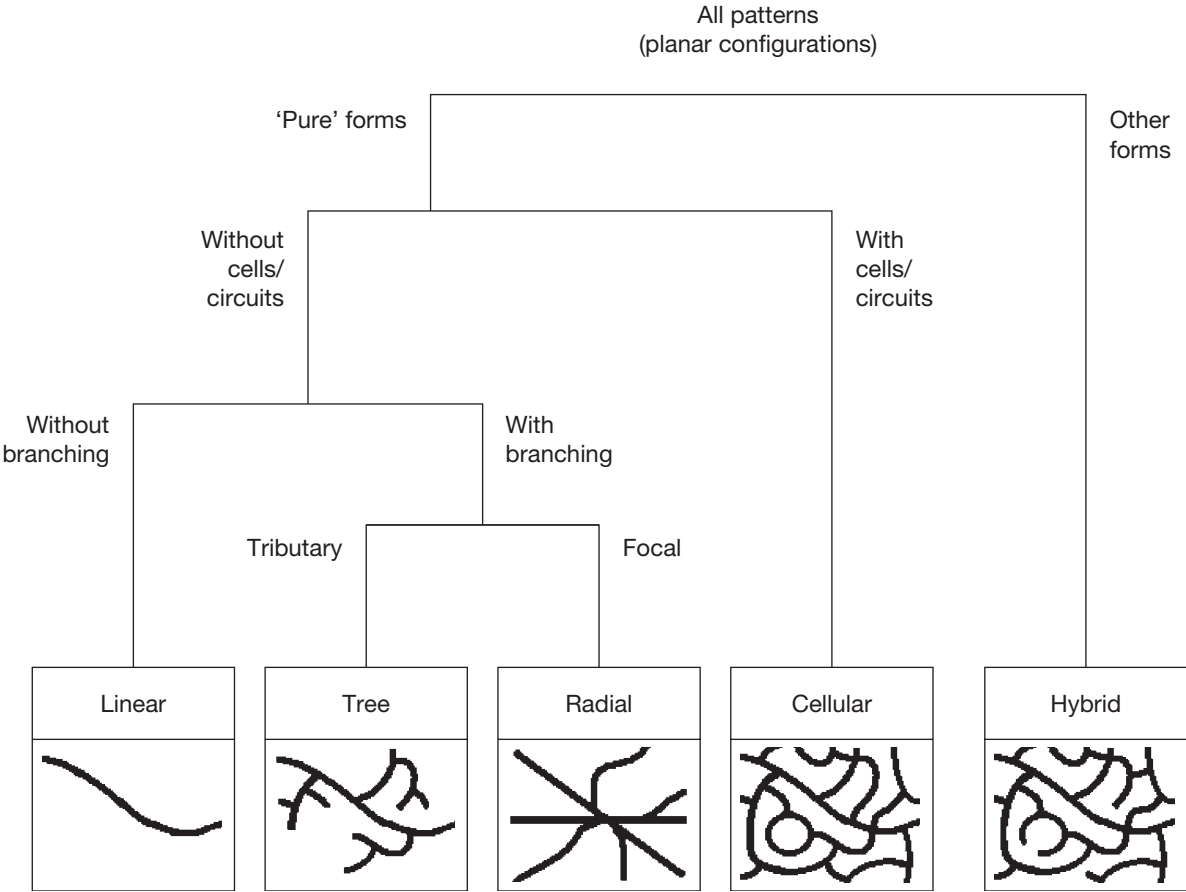 All patterns
(planar configurations)
‘Pure’ forms
Other
forms
Without
cells/
circuits
With
cells/
circuits
Without
branching
With
branching
Tributary
Focal
Linear
Tree
Radial
Cellular
Hybrid